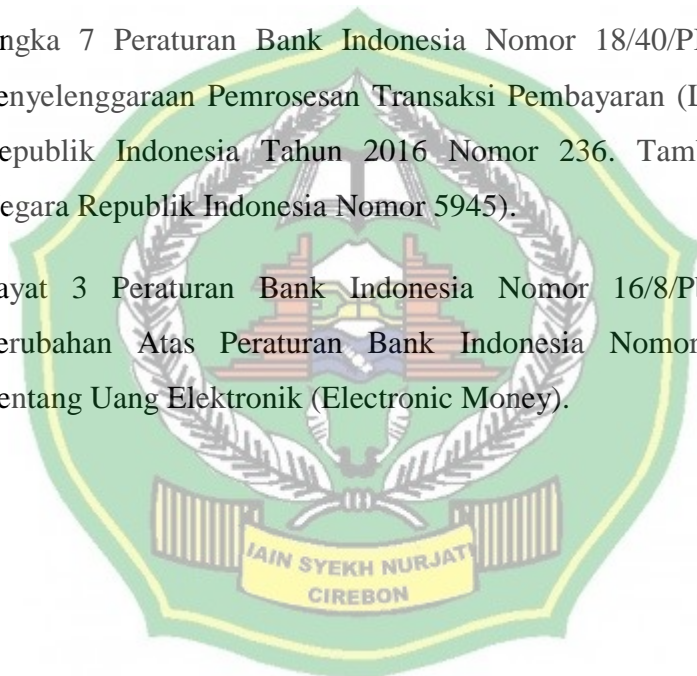 ngka 7 Peraturan Bank Indonesia Nomor 18/40/P
enyelenggaraan Pemrosesan Transaksi Pembayaran (
epublik Indonesia Tahun 2016 Nomor 236. Tam
egara Republik Indonesia Nomor 5945).
ayat 3 Peraturan Bank Indonesia Nomor 16/8/P
erubahan Atas Peraturan Bank Indonesia Nomor
entang Uang Elektronik (Electronic Money).
IAIN SYEKH NURJATI
CIREBON